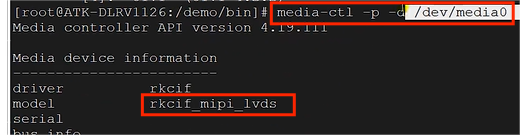 [root@ATK-DLRV1126:/demo/bin]# media-ctl -p -d /dev/media0
Media controller API version 4.19.111
Media device information
------------------------
driver rkcif
model rkcif_mipi_lvds
serial
bus info